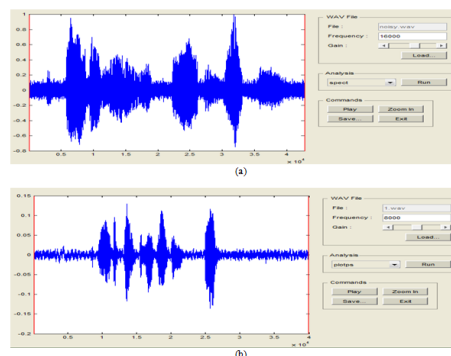 WAV File
File : noisy.wav
Frequency : 16000
Gain :
Load...
Analysis
spect Run
Commands
Play Zoom In
Save... Exit
1
0.8
0.6
0.4
0.2
0
-0.2
-0.4
-0.6
-0.8
0.5 1 1.5 2 2.5 3 3.5 4
x 10⁴
(a)
WAV File
File : 1.wav
Frequency : 8000
Gain :
Load...
Analysis
plotps Run
Commands
Play Zoom In
Save... Exit
0.15
0.1
0.05
0
-0.05
-0.1
-0.15
-0.2
0 0.5 1 1.5 2 2.5 3 3.5 4
x 10⁴
(b)